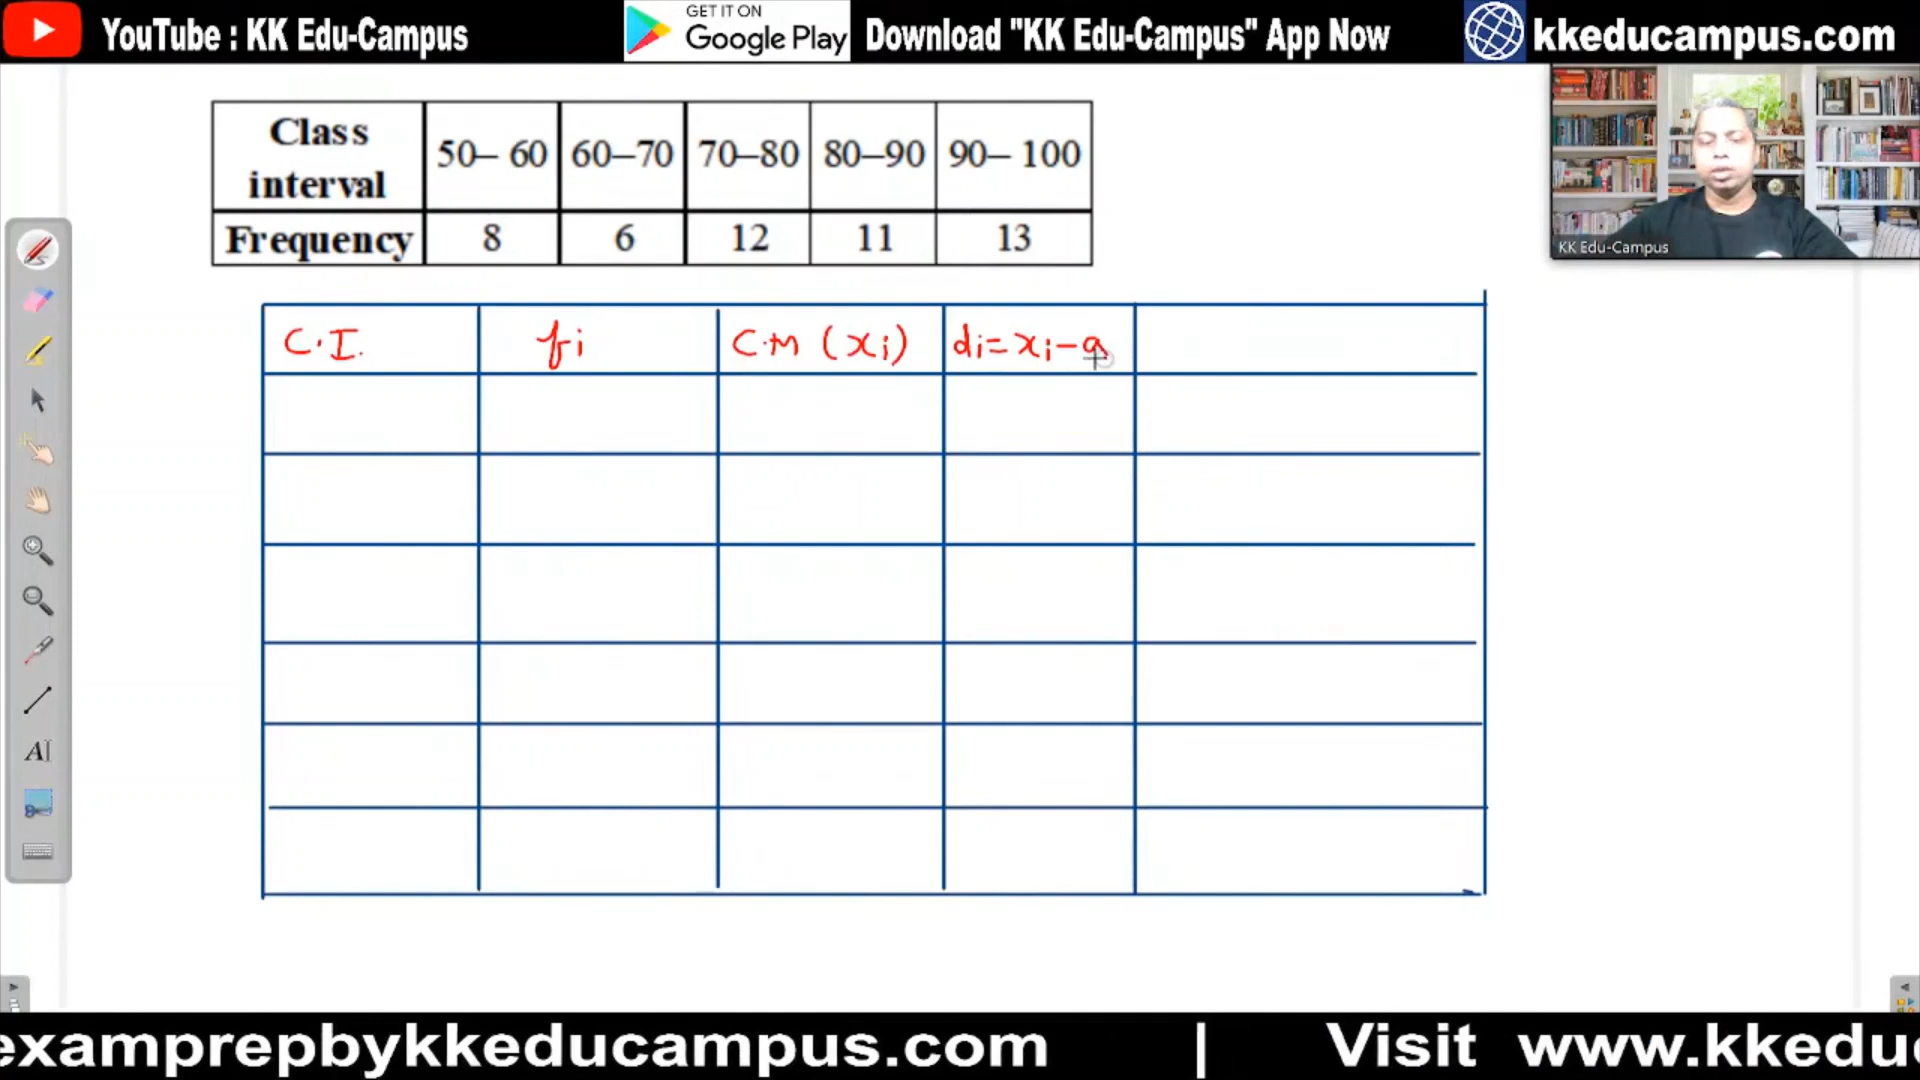 YouTube : KK Edu-Campus
GET IT ON
Google Play
Download "KK Edu-Campus" App Now
kkeducampus.com
Class interval 50– 60 60–70 70–80 80–90 90– 100
Frequency 8 6 12 11 13
KK Edu-Campus
C.I. fi C.M (xi) di=xi-a
AI
examprepbykkeducampus.com | Visit www.kkeduc